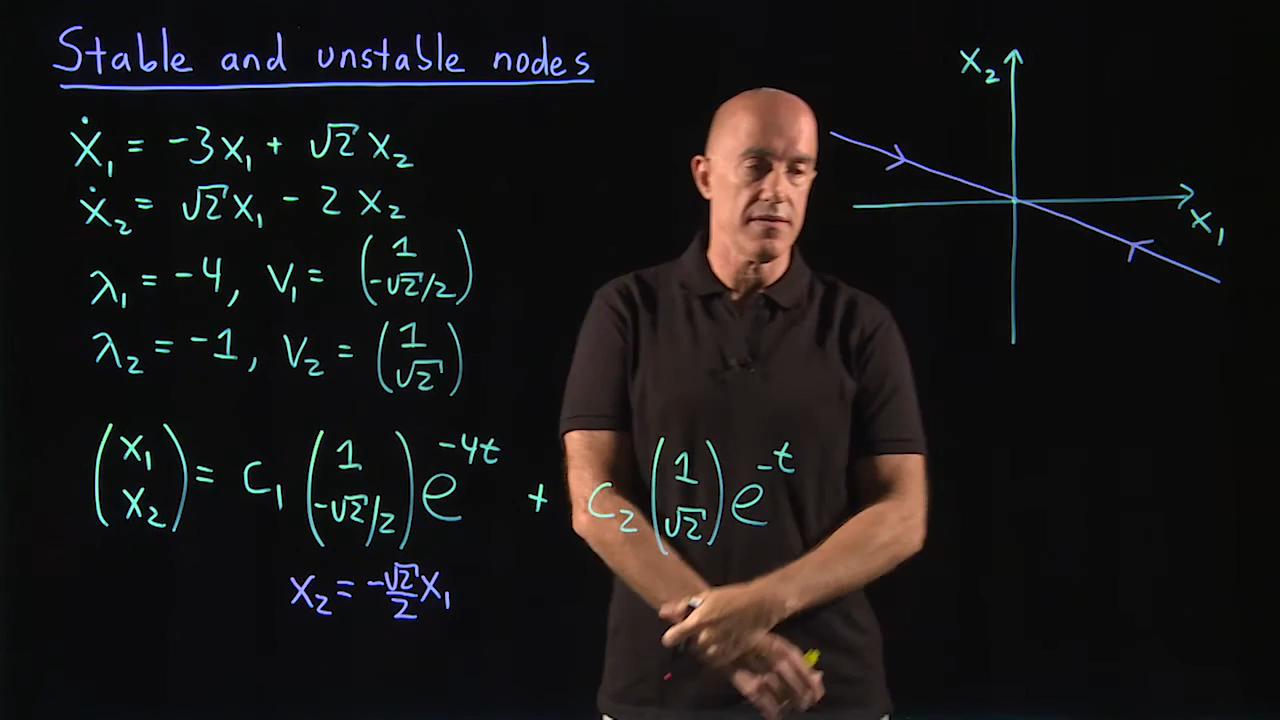 Stable and unstable nodes
ẋ₁ = -3x₁ + √2 x₂
ẋ₂ = √2 x₁ - 2 x₂
λ₁ = -4, v₁ = (1 -√2/2)
λ₂ = -1, v₂ = (1 √2)
(x₁ x₂) = c₁ (1 -√2/2) e^-4t + c₂ (1 √2) e^-t
x₂ = -√2/2 x₁
x₂
x₁